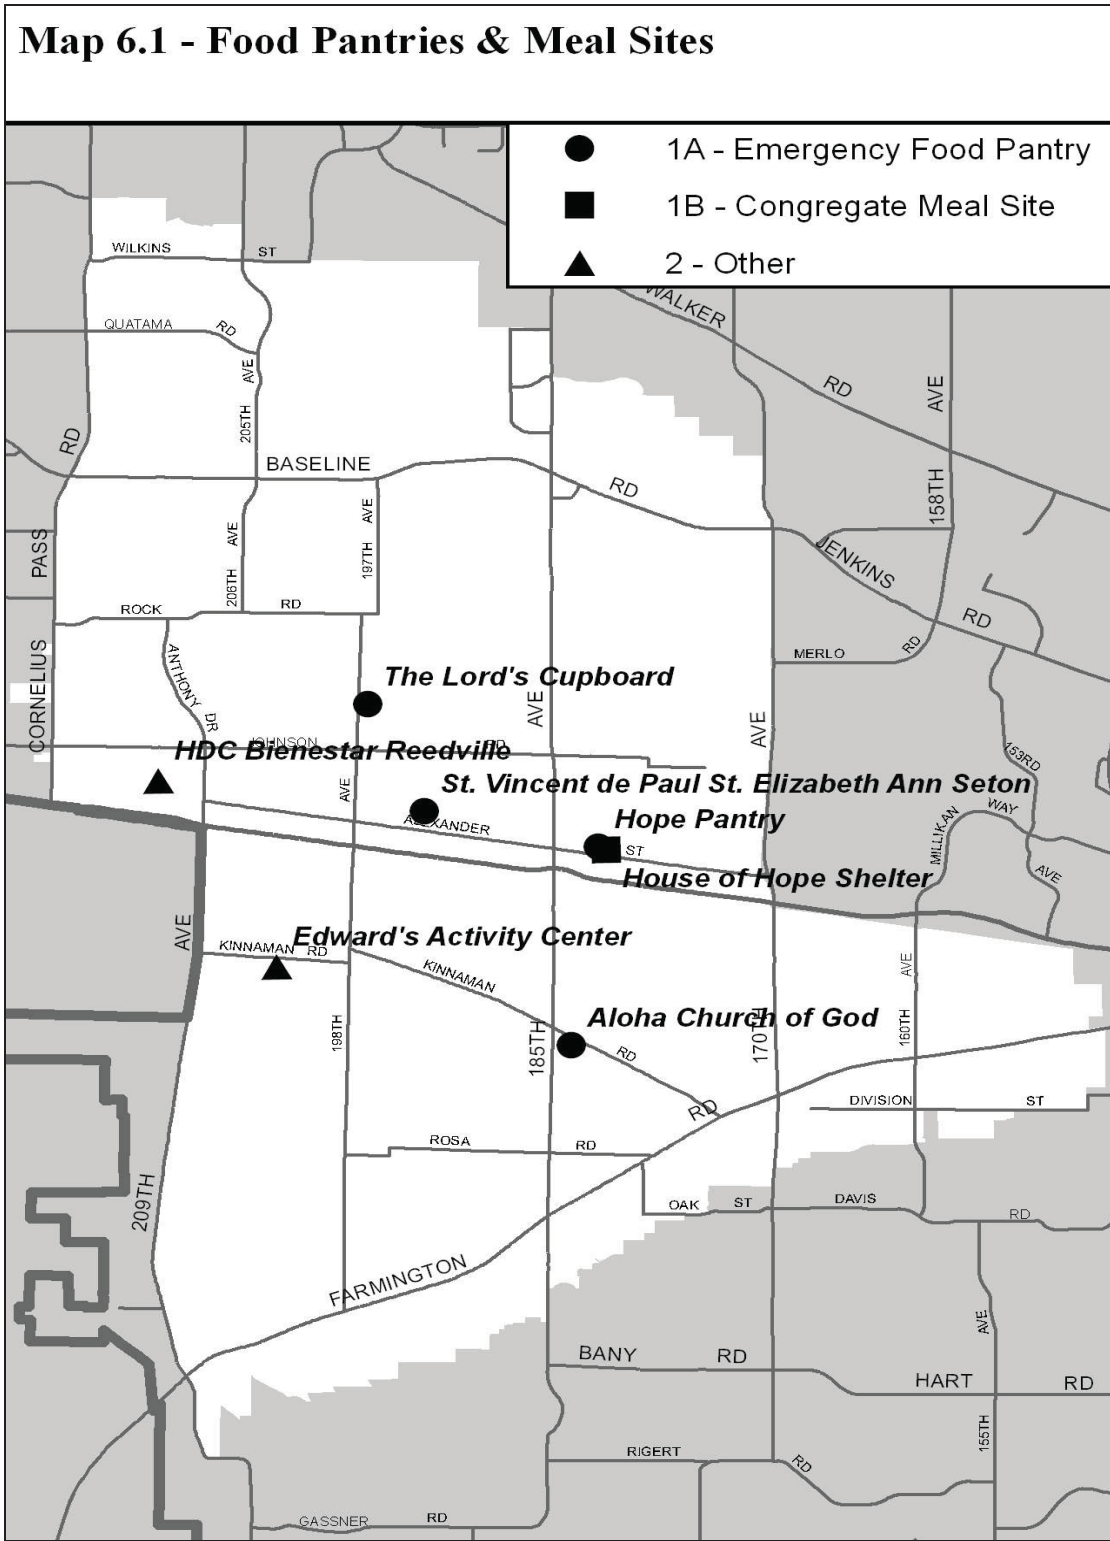 Map 6.1 - Food Pantries & Meal Sites
1A - Emergency Food Pantry
1B - Congregate Meal Site
2 - Other
WILKINS ST
WALKER RD
QUATAMA RD
205TH AVE
AVE
158TH
RD
BASELINE RD
PASS
CORNELIUS
206TH AVE
197TH AVE
JENKINS RD
ROCK RD
MERLO RD
ANTHONY DR
The Lord's Cupboard
AVE
AVE
JOHNSON RD
HDC Bienestar Reedville
153RD
AVE
St. Vincent de Paul St. Elizabeth Ann Seton
ALEXANDER ST
Hope Pantry
MILLIKAN WAY
AVE
House of Hope Shelter
AVE
Edward's Activity Center
KINNAMAN RD
KINNAMAN RD
AVE
160TH
198TH
185TH
170TH
Aloha Church of God
DIVISION ST
RD
ROSA RD
209TH
OAK ST
DAVIS RD
FARMINGTON
AVE
155TH
BANY RD
HART RD
RIGERT RD
GASSNER RD